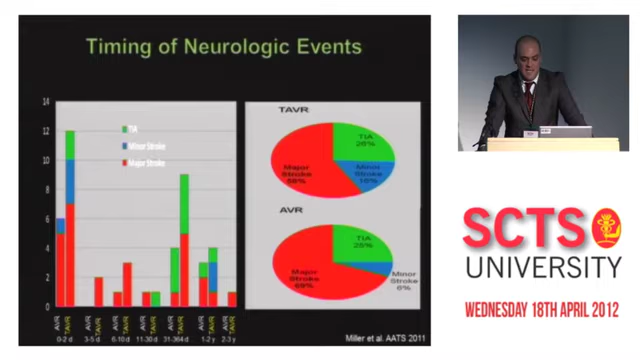 Timing of Neurologic Events
14
12
10
8
6
4
2
0
TIA
Minor Stroke
Major Stroke
AVR
TAVR
AVR
TAVR
AVR
TAVR
AVR
TAVR
AVR
TAVR
AVR
TAVR
AVR
TAVR
0-2 d
3-5 d
6-10 d
11-30 d
31-364 d
1-2 y
2-3 y
TAVR
TIA
26%
Minor
Stroke
16%
Major
Stroke
58%
AVR
TIA
25%
Minor
Stroke
6%
Major
Stroke
69%
Miller et al. AATS 2011
SCTS
UNIVERSITY
WEDNESDAY 18TH APRIL 2012